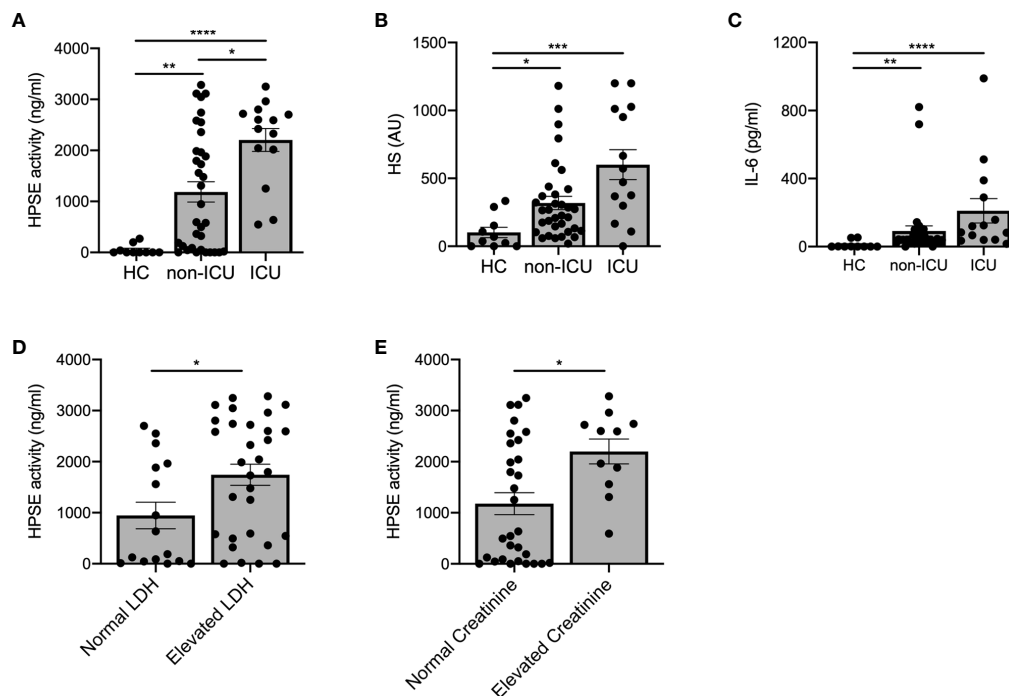 A
HPSE activity (ng/ml)
4000
3000
2000
1000
0
****
**
*
HC
non-ICU
ICU
B
HS (AU)
1500
1000
500
0
***
*
HC
non-ICU
ICU
C
IL-6 (pg/ml)
1200
800
400
0
****
**
HC
non-ICU
ICU
D
HPSE activity (ng/ml)
4000
3000
2000
1000
0
*
Normal LDH
Elevated LDH
E
HPSE activity (ng/ml)
4000
3000
2000
1000
0
*
Normal Creatinine
Elevated Creatinine